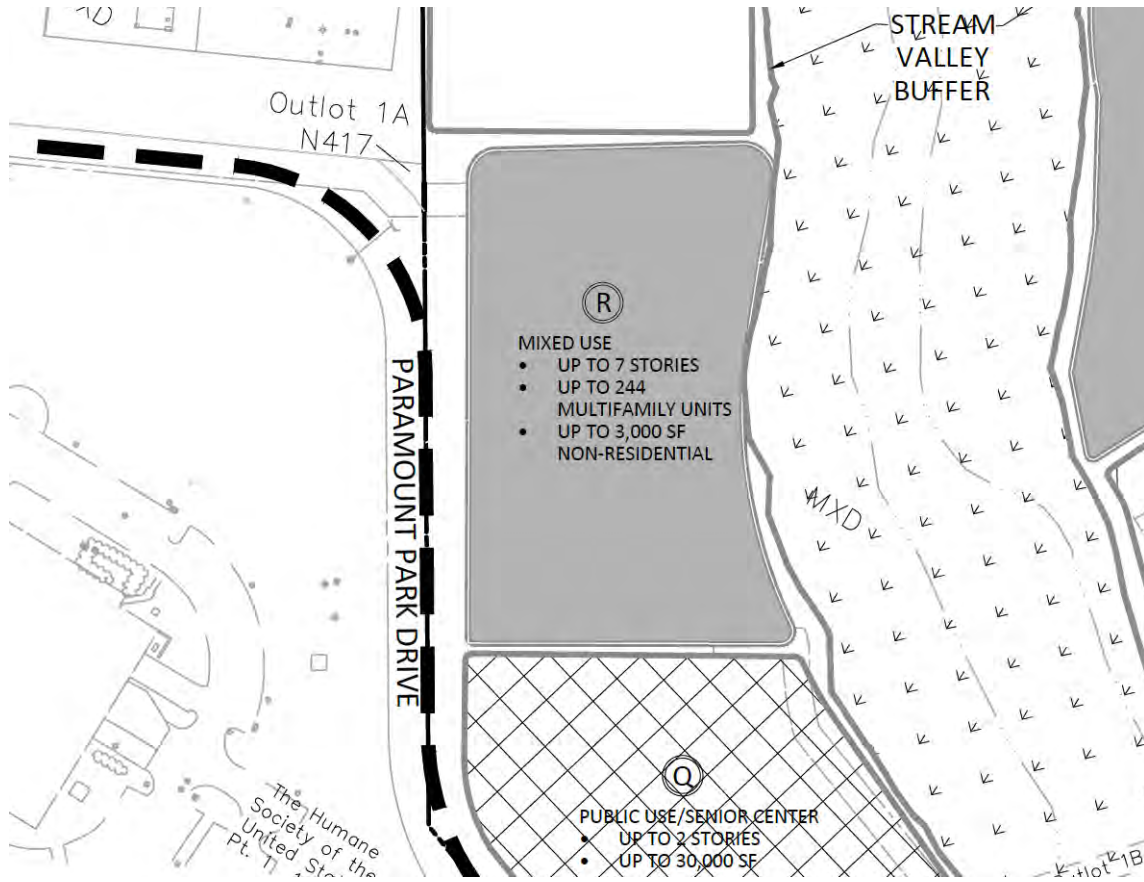 STREAM
VALLEY
BUFFER
Outlot 1A
N417
R
MIXED USE
• UP TO 7 STORIES
• UP TO 244
MULTIFAMILY UNITS
• UP TO 3,000 SF
NON-RESIDENTIAL
PARAMOUNT PARK DRIVE
MXD
Q
PUBLIC USE/SENIOR CENTER
• UP TO 2 STORIES
• UP TO 30,000 SF
The Humane
Society of the
United
Pt. 1
1B